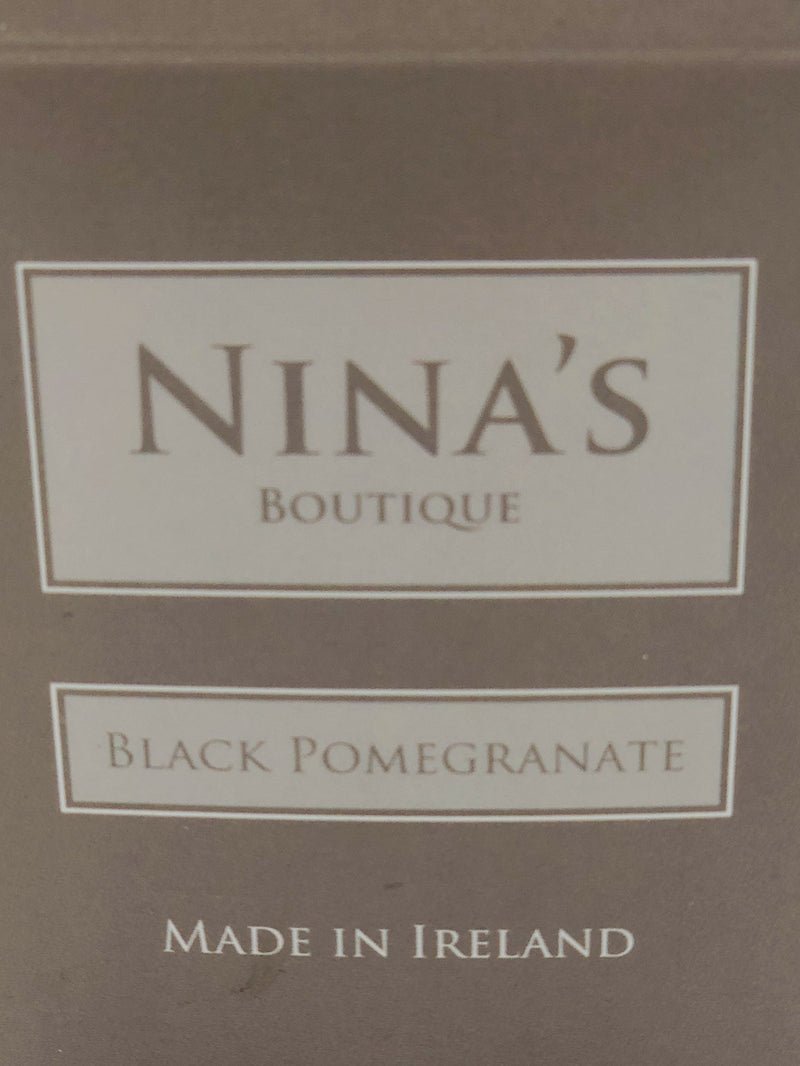 Nina's
Boutique
Black Pomegranate
Made in Ireland